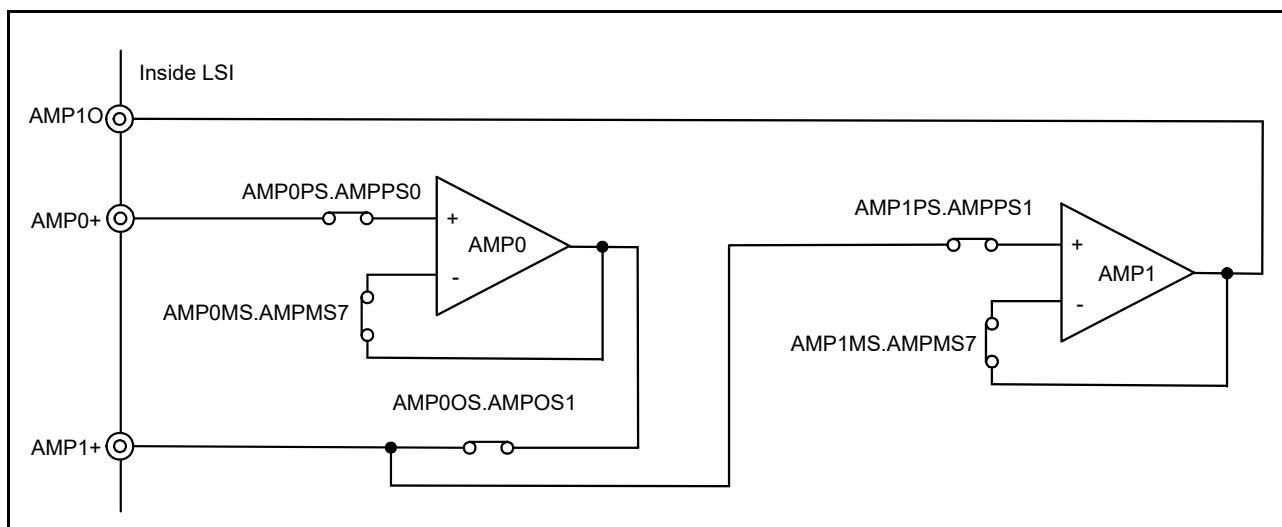 Inside LSI
AMP1O
AMP0PS.AMPPS0
AMP0+
+
AMP0
-
AMP0MS.AMPMS7
AMP1PS.AMPPS1
+
AMP1
-
AMP1MS.AMPMS7
AMP0OS.AMPOS1
AMP1+